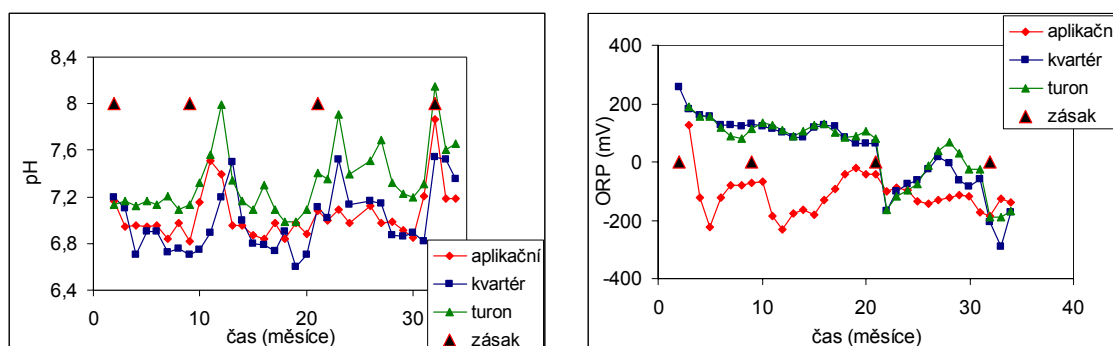 8,4
8
7,6
7,2
6,8
6,4
pH
0
10
20
30
čas (měsíce)
aplikační
kvartér
turon
zásak
400
200
0
-200
-400
ORP (mV)
0
10
20
30
40
čas (měsíce)
aplikačn
kvartér
turon
zásak